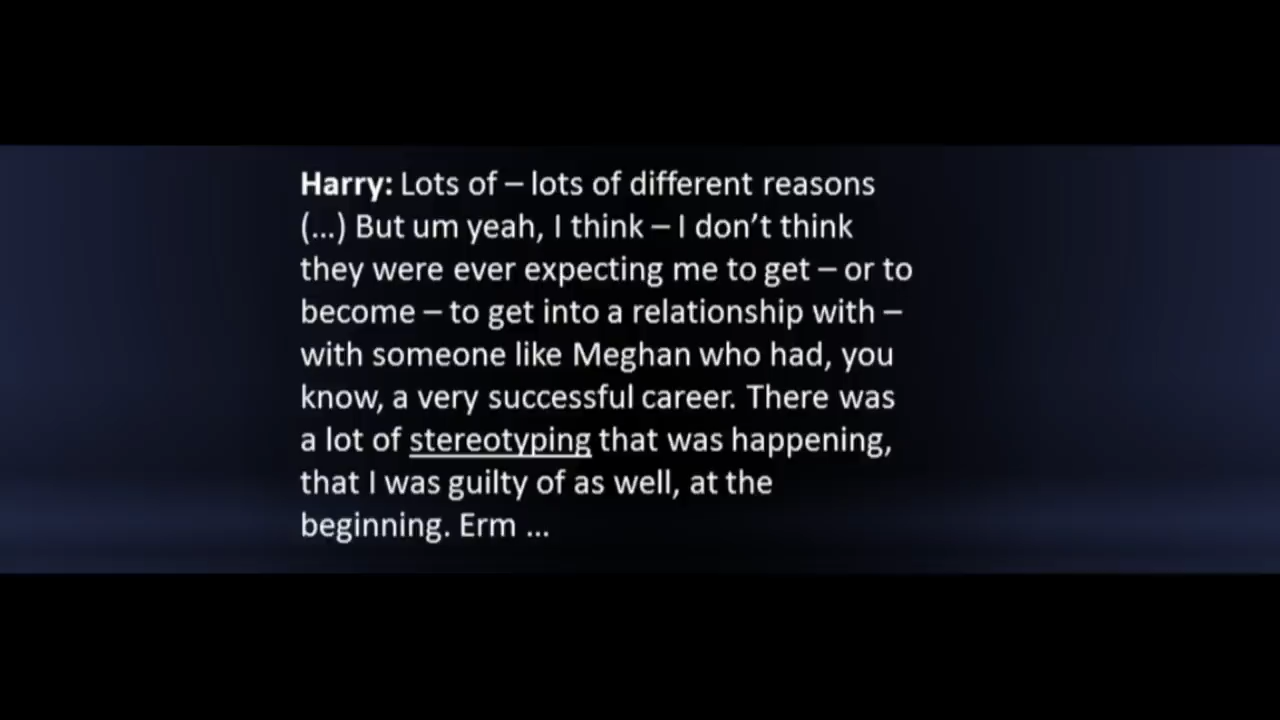 Harry: Lots of – lots of different reasons
(...) But um yeah, I think – I don’t think
they were ever expecting me to get – or to
become – to get into a relationship with –
with someone like Meghan who had, you
know, a very successful career. There was
a lot of stereotyping that was happening,
that I was guilty of as well, at the
beginning. Erm ...